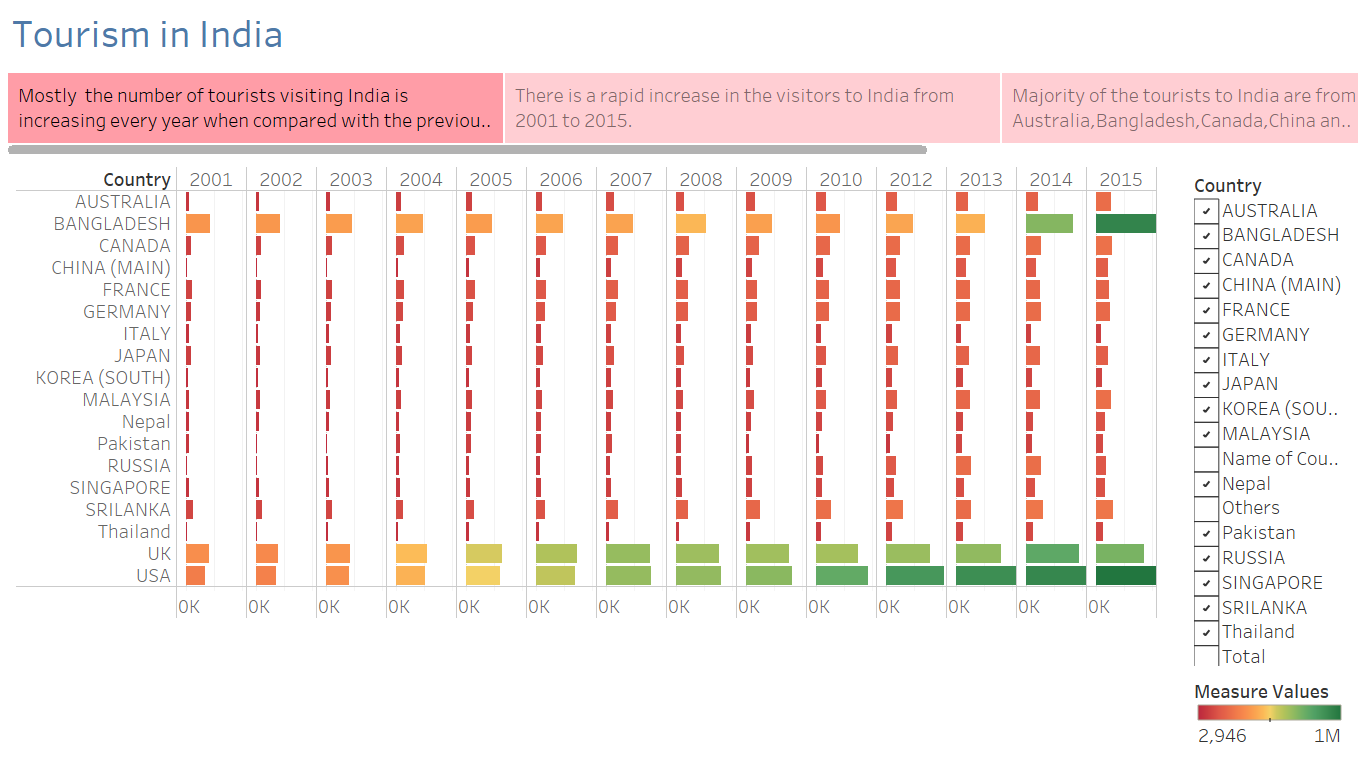 Tourism in India
Mostly the number of tourists visiting India is
increasing every year when compared with the previou..
There is a rapid increase in the visitors to India from
2001 to 2015.
Majority of the tourists to India are from
Australia,Bangladesh,Canada,China an..
Country 2001 2002 2003 2004 2005 2006 2007 2008 2009 2010 2012 2013 2014 2015
AUSTRALIA
BANGLADESH
CANADA
CHINA (MAIN)
FRANCE
GERMANY
ITALY
JAPAN
KOREA (SOUTH)
MALAYSIA
Nepal
Pakistan
RUSSIA
SINGAPORE
SRILANKA
Thailand
UK
USA
0K 0K 0K 0K 0K 0K 0K 0K 0K 0K 0K 0K 0K 0K
Country
AUSTRALIA
BANGLADESH
CANADA
CHINA (MAIN)
FRANCE
GERMANY
ITALY
JAPAN
KOREA (SOU..
MALAYSIA
Name of Cou..
Nepal
Others
Pakistan
RUSSIA
SINGAPORE
SRILANKA
Thailand
Total
Measure Values
2,946 1M